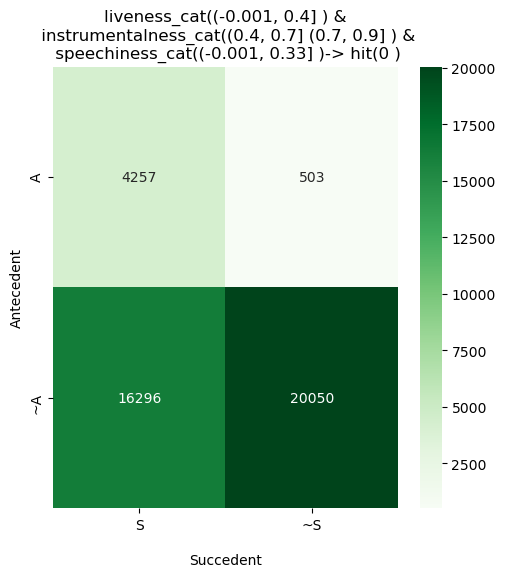 liveness_cat((-0.001, 0.4] ) &
instrumentalness_cat((0.4, 0.7] (0.7, 0.9] ) &
speechiness_cat((-0.001, 0.33] )-> hit(0 )
20000
17500
15000
12500
10000
7500
5000
2500
Antecedent
A
4257
503
~A
16296
20050
S
~S
Succedent